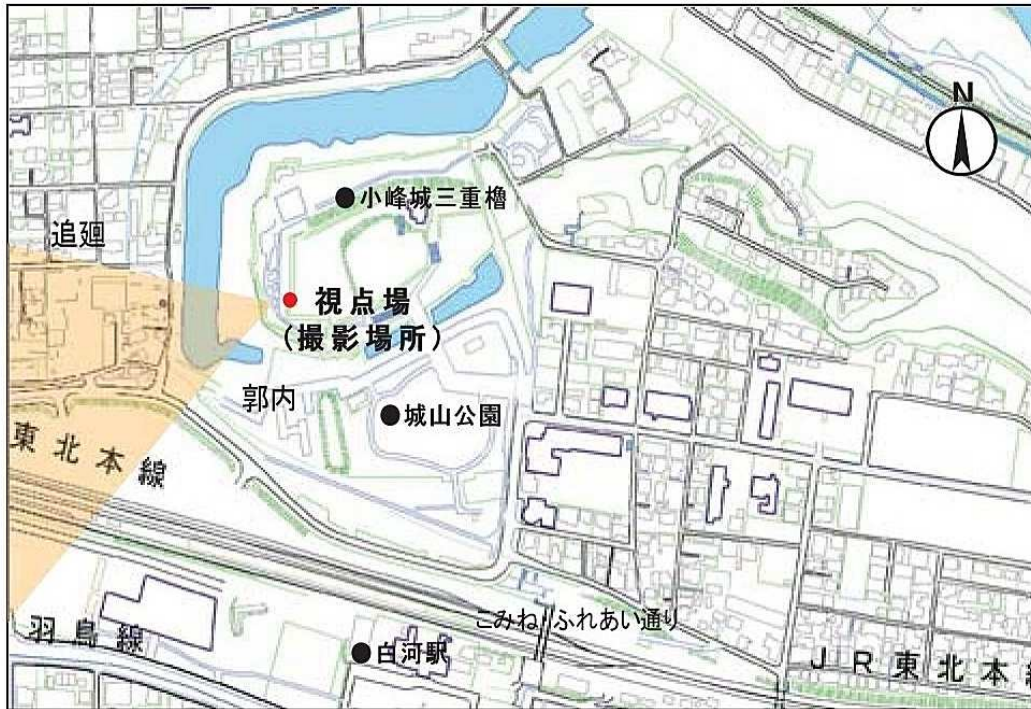 N
小峰城三重櫓
追廻
視点場
(撮影場所)
郭内
城山公園
東北本線
こみねふれあい通り
羽鳥線
白河駅
JR東北本線